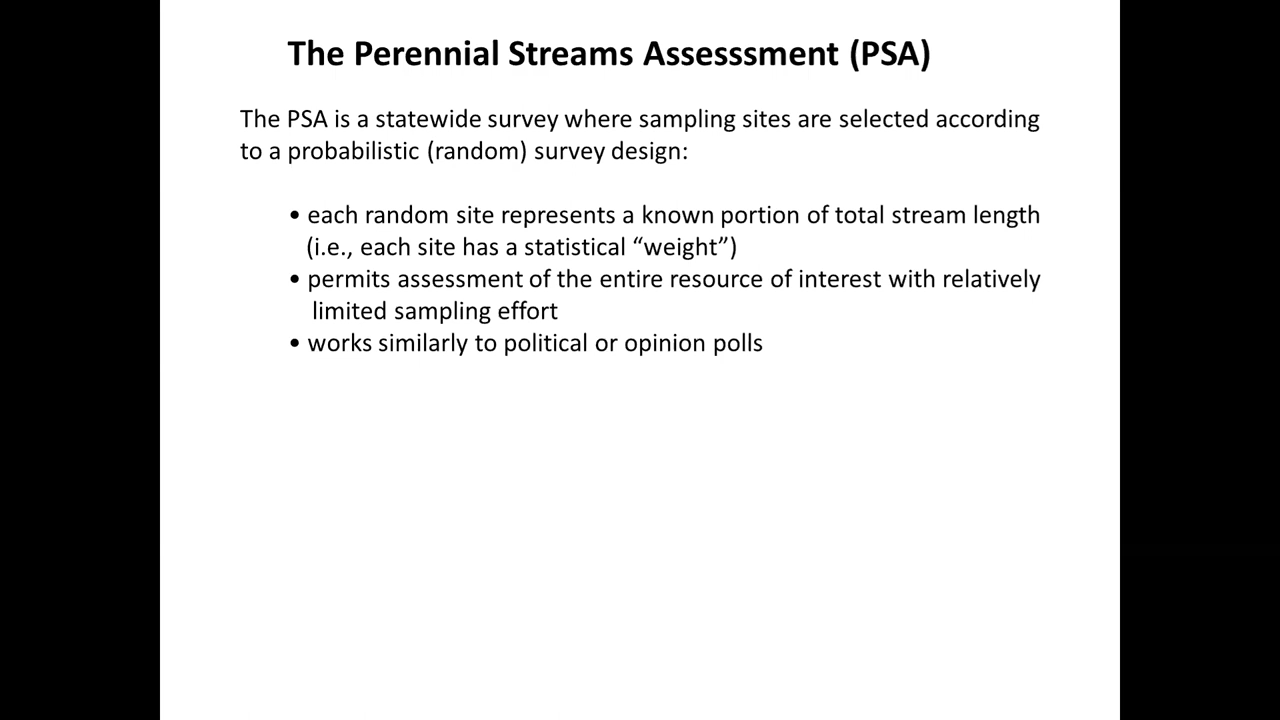 The Perennial Streams Assesssment (PSA)
The PSA is a statewide survey where sampling sites are selected according
to a probabilistic (random) survey design:
• each random site represents a known portion of total stream length
(i.e., each site has a statistical “weight”)
• permits assessment of the entire resource of interest with relatively
limited sampling effort
• works similarly to political or opinion polls